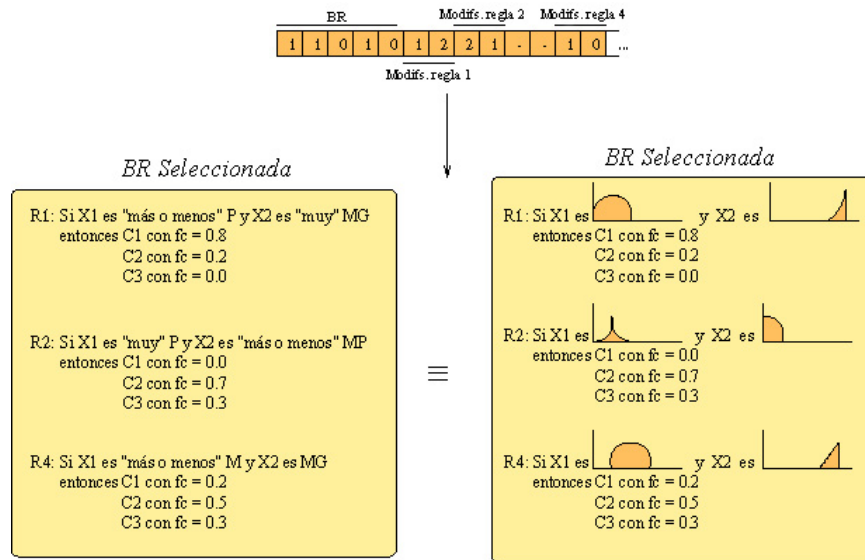 BR
Modifs. regla 2
Modifs. regla 4
1 1 0 1 0 1 2 2 1 - - 1 0 ...
Modifs. regla 1
BR Seleccionada
R1: Si X1 es "más o menos" P y X2 es "muy" MG
entonces C1 con fc = 0.8
C2 con fc = 0.2
C3 con fc = 0.0
R2: Si X1 es "muy" P y X2 es "más o menos" MP
entonces C1 con fc = 0.0
C2 con fc = 0.7
C3 con fc = 0.3
R4: Si X1 es "más o menos" M y X2 es MG
entonces C1 con fc = 0.2
C2 con fc = 0.5
C3 con fc = 0.3
≡
BR Seleccionada
R1: Si X1 es y X2 es
entonces C1 con fc = 0.8
C2 con fc = 0.2
C3 con fc = 0.0
R2: Si X1 es y X2 es
entonces C1 con fc = 0.0
C2 con fc = 0.7
C3 con fc = 0.3
R4: Si X1 es y X2 es
entonces C1 con fc = 0.2
C2 con fc = 0.5
C3 con fc = 0.3